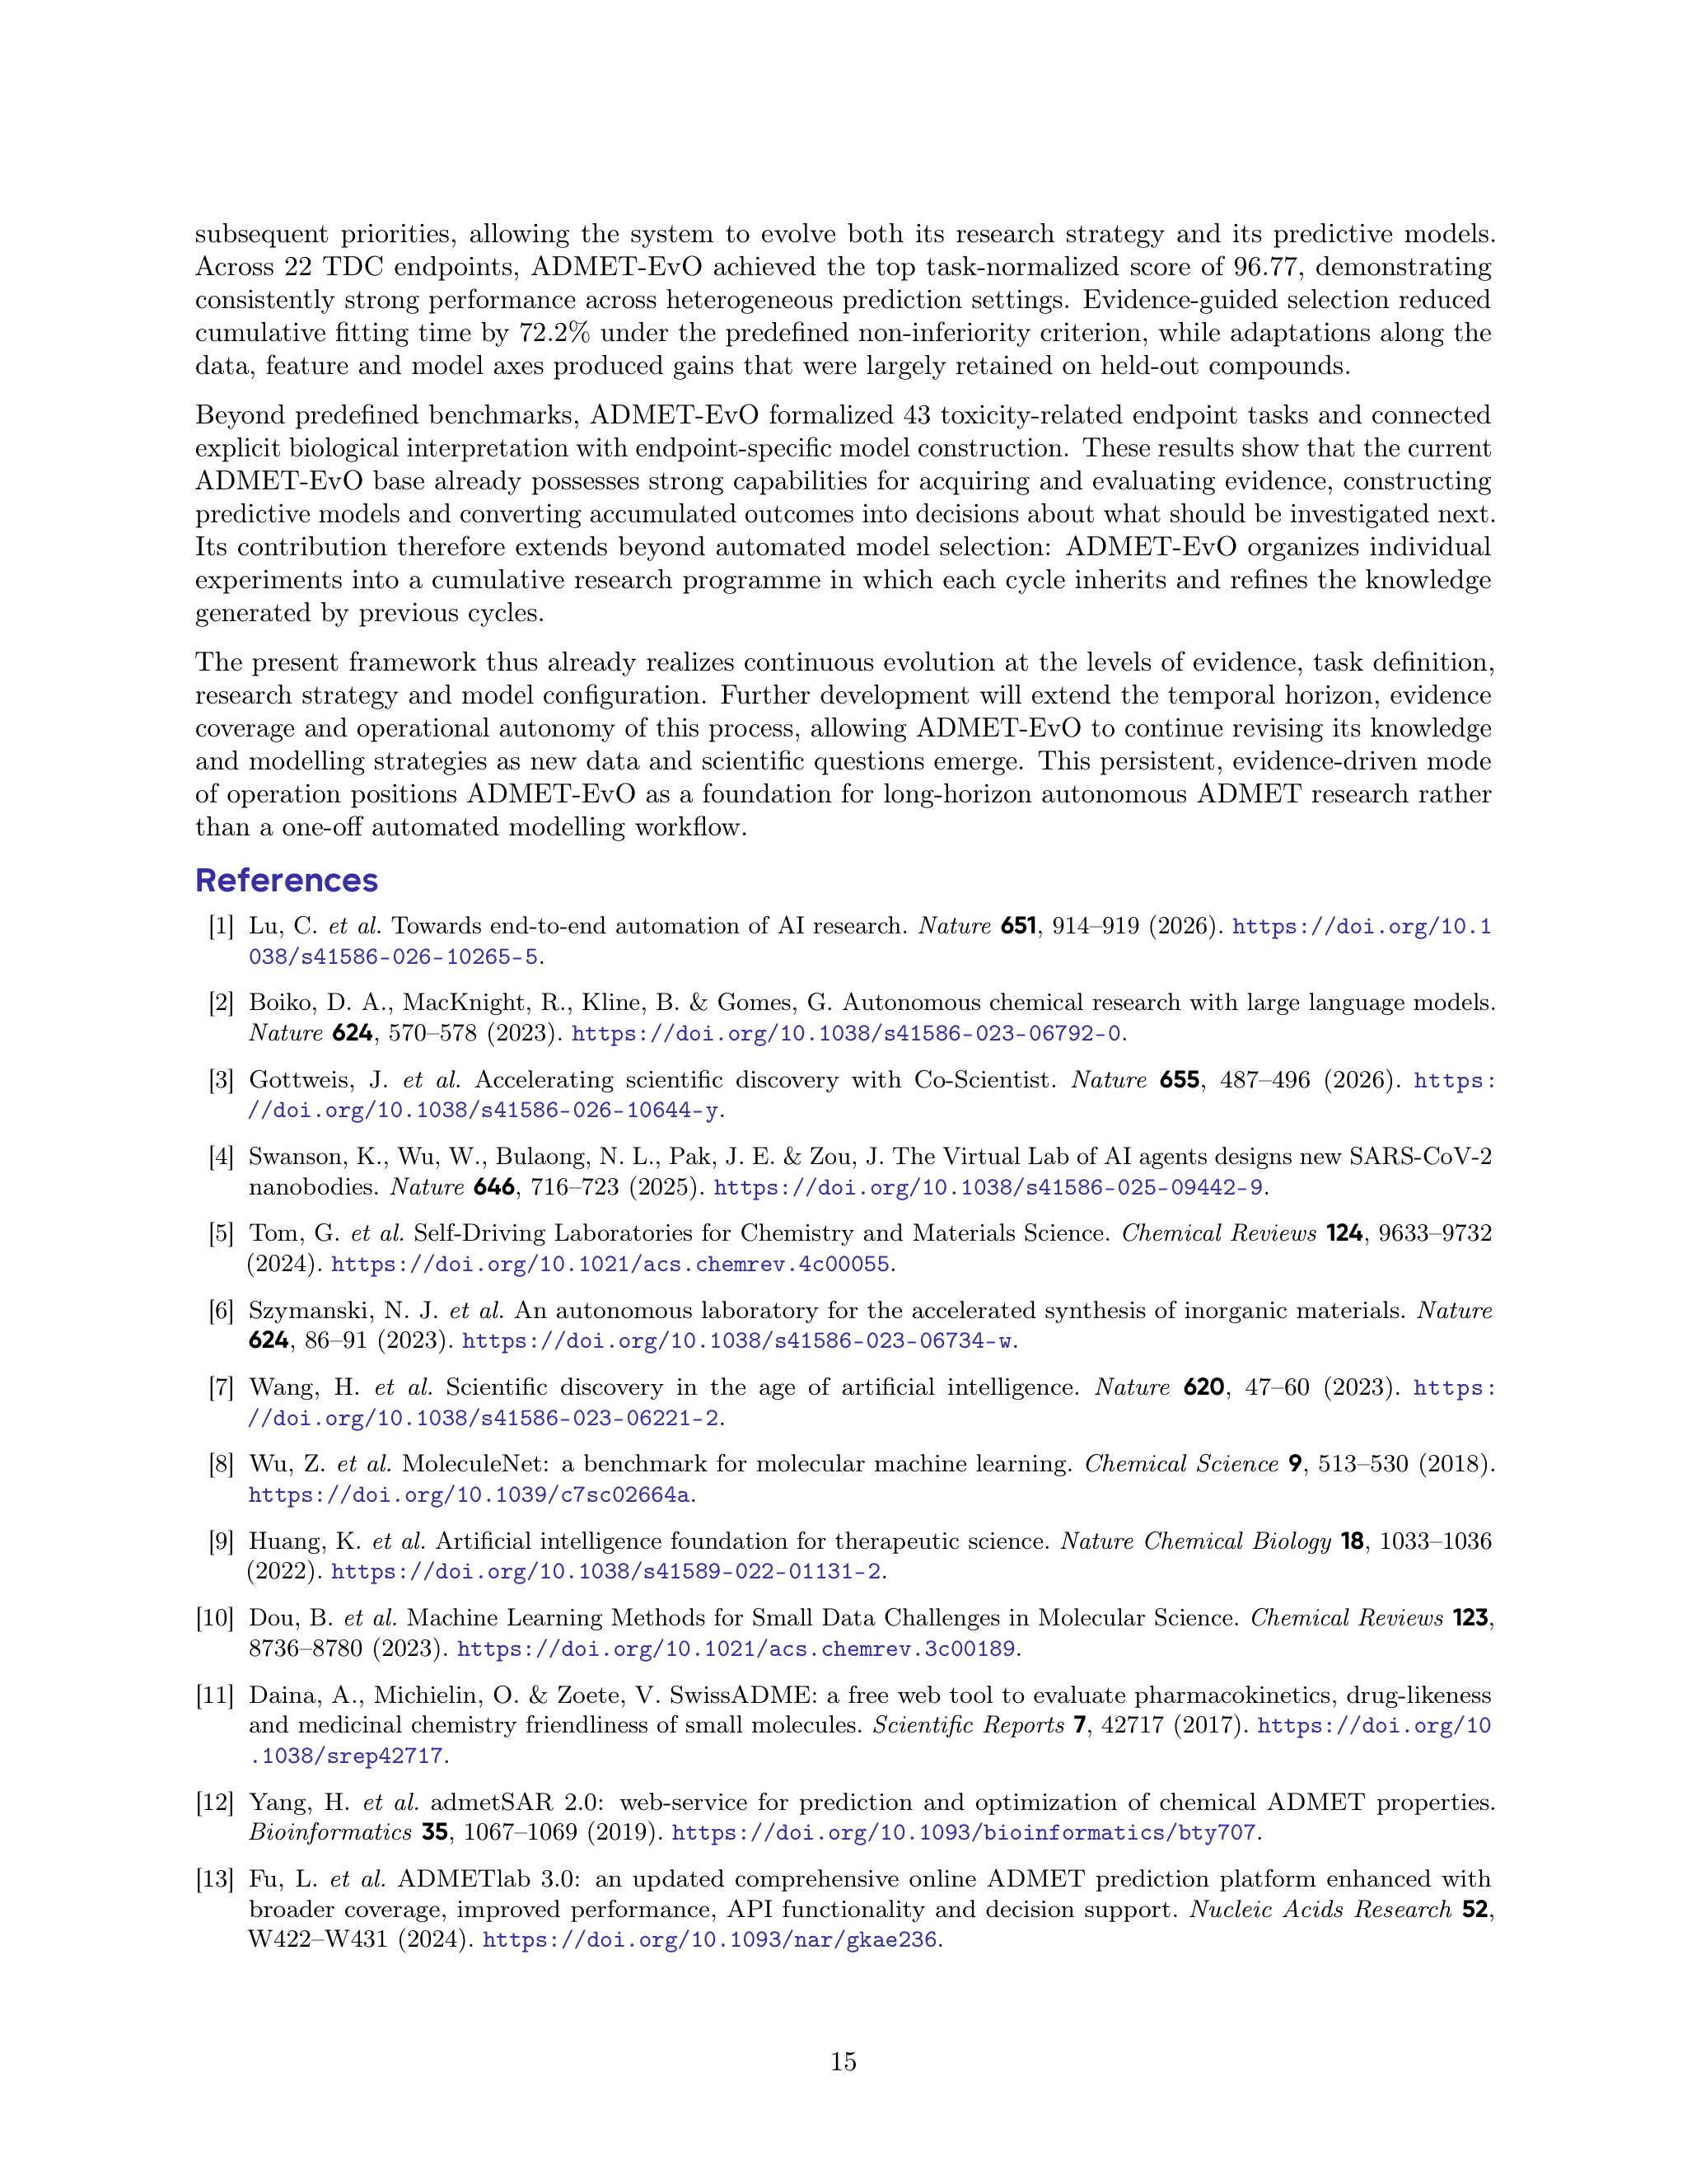 subsequent priorities, allowing the system to evolve both its research strategy and its predictive models.
Across 22 TDC endpoints, ADMET-EvO achieved the top task-normalized score of 96.77, demonstrating
consistently strong performance across heterogeneous prediction settings. Evidence-guided selection reduced
cumulative fitting time by 72.2% under the predefined non-inferiority criterion, while adaptations along the
data, feature and model axes produced gains that were largely retained on held-out compounds.
Beyond predefined benchmarks, ADMET-EvO formalized 43 toxicity-related endpoint tasks and connected
explicit biological interpretation with endpoint-specific model construction. These results show that the current
ADMET-EvO base already possesses strong capabilities for acquiring and evaluating evidence, constructing
predictive models and converting accumulated outcomes into decisions about what should be investigated next.
Its contribution therefore extends beyond automated model selection: ADMET-EvO organizes individual
experiments into a cumulative research programme in which each cycle inherits and refines the knowledge
generated by previous cycles.
The present framework thus already realizes continuous evolution at the levels of evidence, task definition,
research strategy and model configuration. Further development will extend the temporal horizon, evidence
coverage and operational autonomy of this process, allowing ADMET-EvO to continue revising its knowledge
and modelling strategies as new data and scientific questions emerge. This persistent, evidence-driven mode
of operation positions ADMET-EvO as a foundation for long-horizon autonomous ADMET research rather
than a one-off automated modelling workflow.
References
[1] Lu, C. et al. Towards end-to-end automation of AI research. Nature 651, 914–919 (2026). https://doi.org/10.1
038/s41586-026-10265-5.
[2] Boiko, D. A., MacKnight, R., Kline, B. & Gomes, G. Autonomous chemical research with large language models.
Nature 624, 570–578 (2023). https://doi.org/10.1038/s41586-023-06792-0.
[3] Gottweis, J. et al. Accelerating scientific discovery with Co-Scientist. Nature 655, 487–496 (2026). https:
//doi.org/10.1038/s41586-026-10644-y.
[4] Swanson, K., Wu, W., Bulaong, N. L., Pak, J. E. & Zou, J. The Virtual Lab of AI agents designs new SARS-CoV-2
nanobodies. Nature 646, 716–723 (2025). https://doi.org/10.1038/s41586-025-09442-9.
[5] Tom, G. et al. Self-Driving Laboratories for Chemistry and Materials Science. Chemical Reviews 124, 9633–9732
(2024). https://doi.org/10.1021/acs.chemrev.4c00055.
[6] Szymanski, N. J. et al. An autonomous laboratory for the accelerated synthesis of inorganic materials. Nature
624, 86–91 (2023). https://doi.org/10.1038/s41586-023-06734-w.
[7] Wang, H. et al. Scientific discovery in the age of artificial intelligence. Nature 620, 47–60 (2023). https:
//doi.org/10.1038/s41586-023-06221-2.
[8] Wu, Z. et al. MoleculeNet: a benchmark for molecular machine learning. Chemical Science 9, 513–530 (2018).
https://doi.org/10.1039/c7sc02664a.
[9] Huang, K. et al. Artificial intelligence foundation for therapeutic science. Nature Chemical Biology 18, 1033–1036
(2022). https://doi.org/10.1038/s41589-022-01131-2.
[10] Dou, B. et al. Machine Learning Methods for Small Data Challenges in Molecular Science. Chemical Reviews 123,
8736–8780 (2023). https://doi.org/10.1021/acs.chemrev.3c00189.
[11] Daina, A., Michielin, O. & Zoete, V. SwissADME: a free web tool to evaluate pharmacokinetics, drug-likeness
and medicinal chemistry friendliness of small molecules. Scientific Reports 7, 42717 (2017). https://doi.org/10
.1038/srep42717.
[12] Yang, H. et al. admetSAR 2.0: web-service for prediction and optimization of chemical ADMET properties.
Bioinformatics 35, 1067–1069 (2019). https://doi.org/10.1093/bioinformatics/bty707.
[13] Fu, L. et al. ADMETlab 3.0: an updated comprehensive online ADMET prediction platform enhanced with
broader coverage, improved performance, API functionality and decision support. Nucleic Acids Research 52,
W422–W431 (2024). https://doi.org/10.1093/nar/gkae236.
15